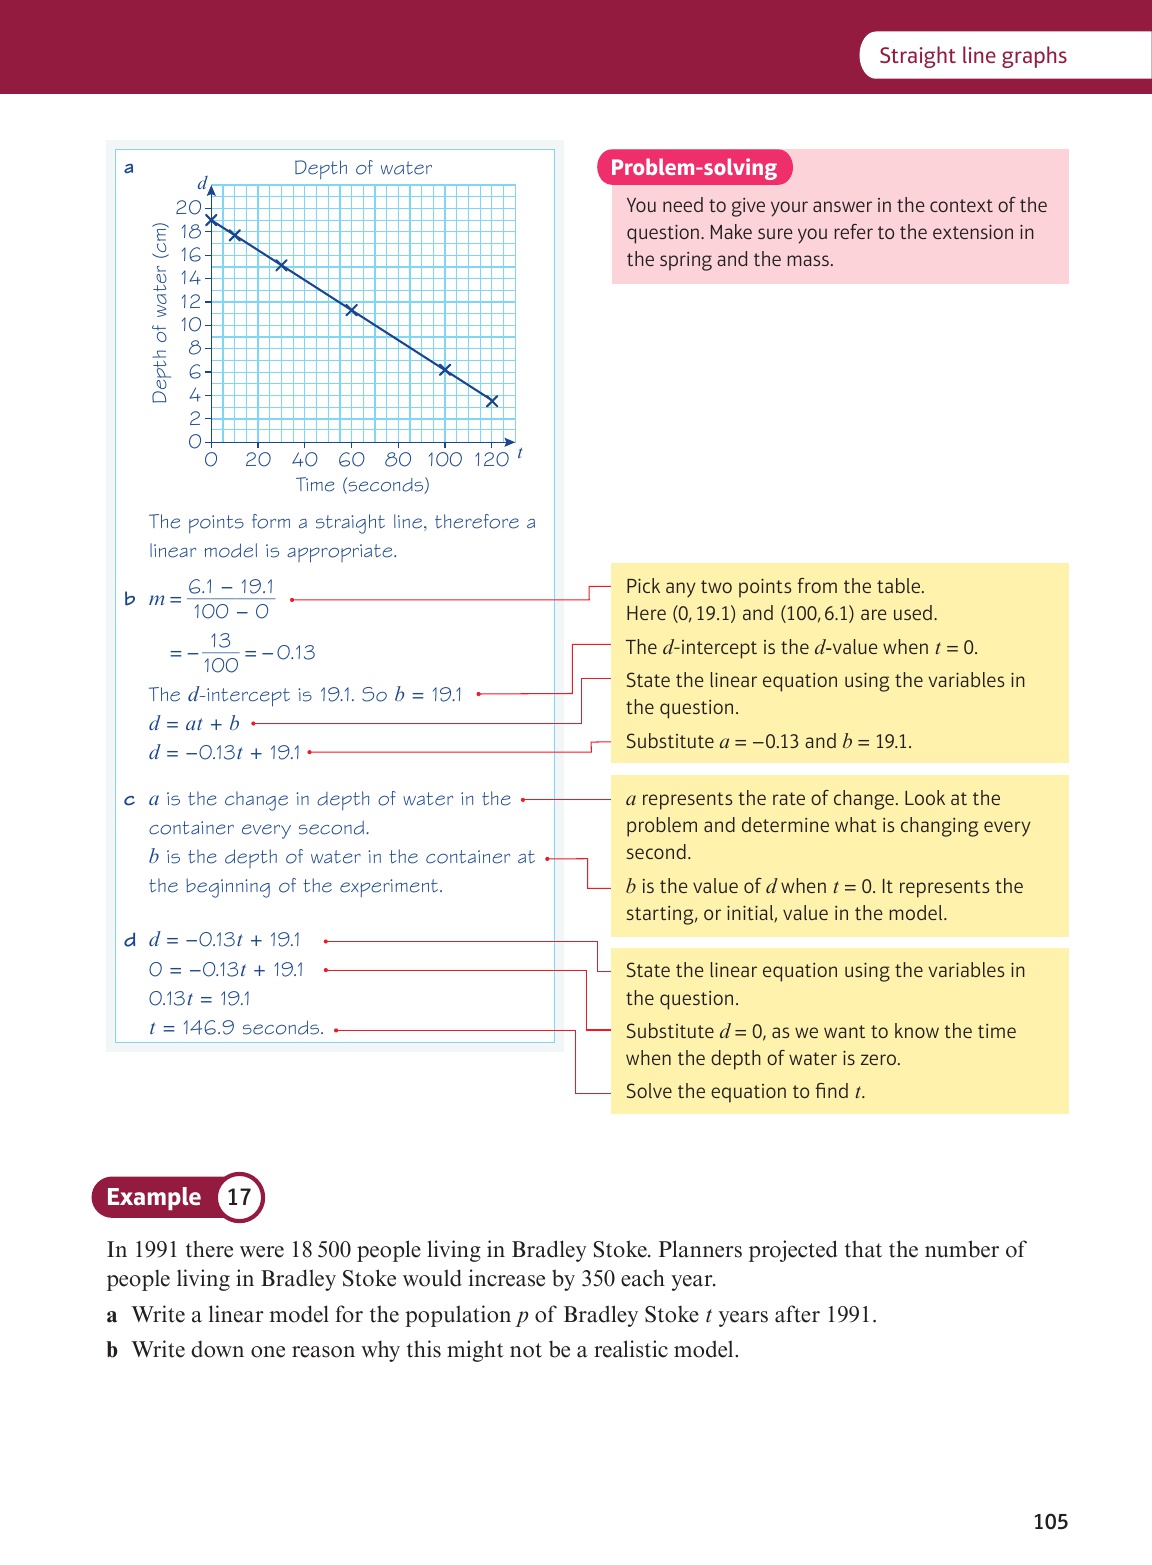 Straight line graphs
a
Depth of water
d
20
18
16
14
12
10
8
6
4
2
0
Depth of water (cm)
0 20 40 60 80 100 120 t
Time (seconds)
The points form a straight line, therefore a
linear model is appropriate.
b m = (6.1 − 19.1)/(100 − 0)
= −13/100 = −0.13
The d-intercept is 19.1. So b = 19.1
d = at + b
d = −0.13t + 19.1
c a is the change in depth of water in the
container every second.
b is the depth of water in the container at
the beginning of the experiment.
d d = −0.13t + 19.1
0 = −0.13t + 19.1
0.13t = 19.1
t = 146.9 seconds.
Problem-solving
You need to give your answer in the context of the
question. Make sure you refer to the extension in
the spring and the mass.
Pick any two points from the table.
Here (0, 19.1) and (100, 6.1) are used.
The d-intercept is the d-value when t = 0.
State the linear equation using the variables in
the question.
Substitute a = −0.13 and b = 19.1.
a represents the rate of change. Look at the
problem and determine what is changing every
second.
b is the value of d when t = 0. It represents the
starting, or initial, value in the model.
State the linear equation using the variables in
the question.
Substitute d = 0, as we want to know the time
when the depth of water is zero.
Solve the equation to find t.
Example 17
In 1991 there were 18 500 people living in Bradley Stoke. Planners projected that the number of
people living in Bradley Stoke would increase by 350 each year.
a Write a linear model for the population p of Bradley Stoke t years after 1991.
b Write down one reason why this might not be a realistic model.
105